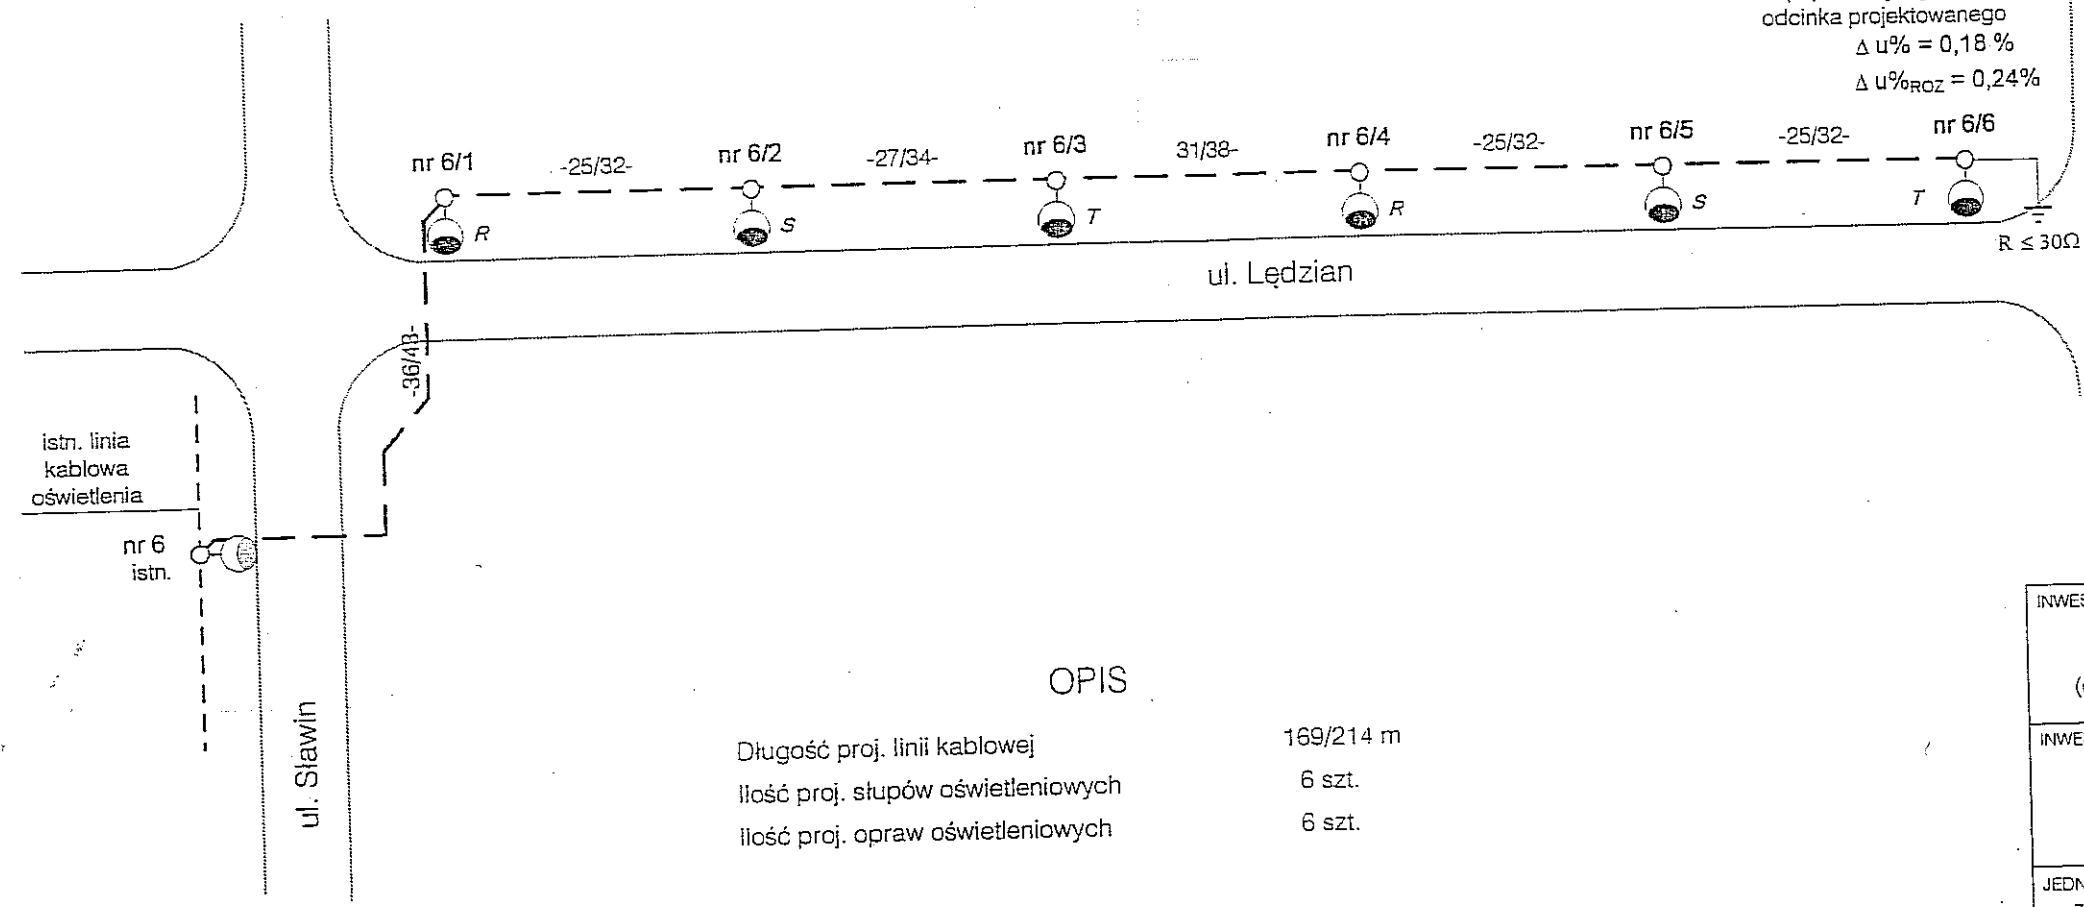 odcinka projektowanego
Δ u% = 0,18 %
Δ u%ROZ = 0,24%
nr 6/1
-25/32-
nr 6/2
-27/34-
nr 6/3
31/38-
nr 6/4
-25/32-
nr 6/5
-25/32-
nr 6/6
R
S
T
R
S
T
R ≤ 30Ω
ul. Lędzian
-36/43-
istn. linia
kablowa
oświetlenia
nr 6
istn.
ul. Sławin
OPIS
Długość proj. linii kablowej 169/214 m
Ilość proj. słupów oświetleniowych 6 szt.
Ilość proj. opraw oświetleniowych 6 szt.
INWES
INWE
JEDN